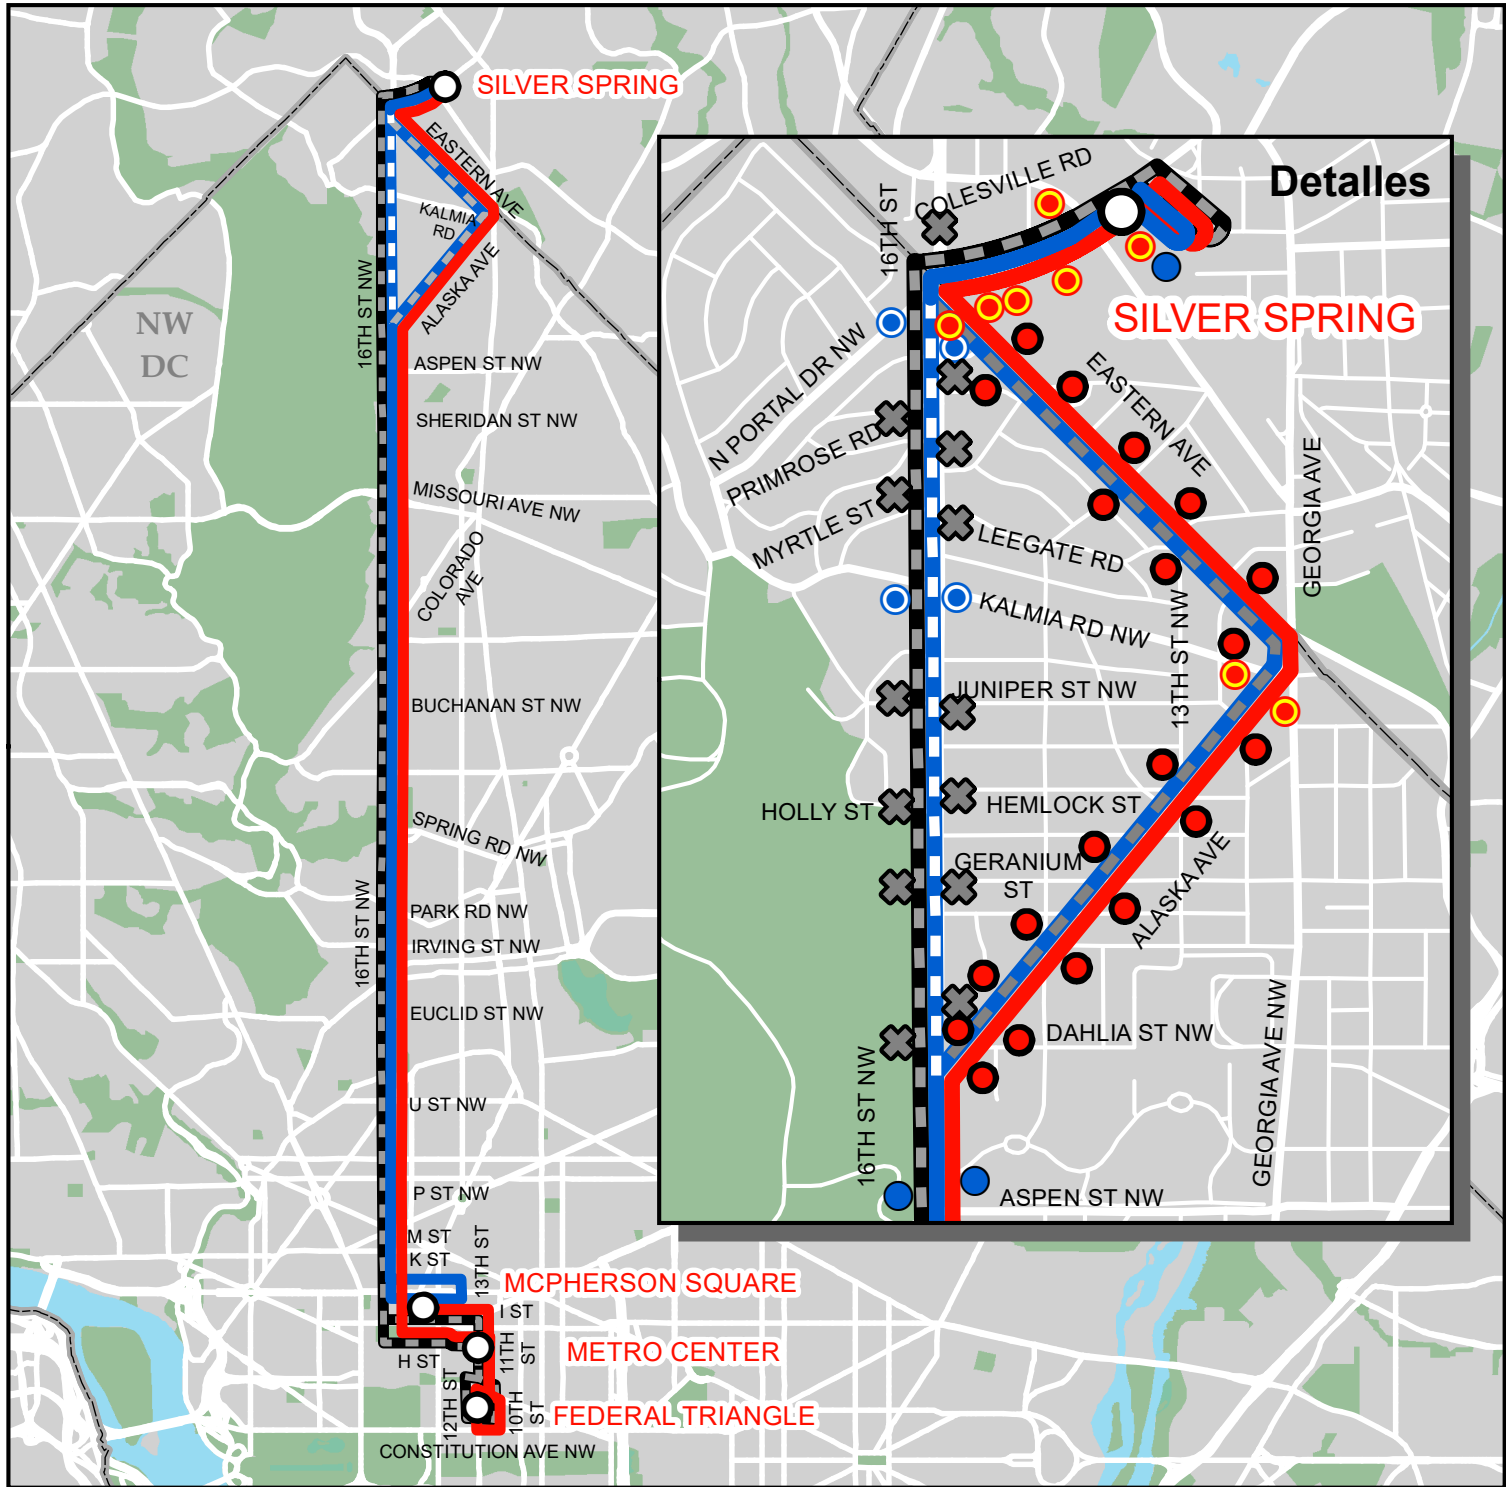 SILVER SPRING
EASTERN AVE
KALMIA
RD
ALASKA AVE
16TH ST NW
NW
DC
ASPEN ST NW
SHERIDAN ST NW
MISSOURI AVE NW
COLORADO
AVE
BUCHANAN ST NW
SPRING RD NW
16TH ST NW
PARK RD NW
IRVING ST NW
EUCLID ST NW
U ST NW
P ST NW
M ST
K ST
13TH ST
MCPHERSON SQUARE
I ST
11TH
ST
METRO CENTER
H ST
12TH ST
10TH
ST
FEDERAL TRIANGLE
CONSTITUTION AVE NW
Detalles
COLESVILLE RD
16TH ST
SILVER SPRING
N PORTAL DR NW
EASTERN AVE
PRIMROSE RD
MYRTLE ST
GEORGIA AVE
LEEGATE RD
KALMIA RD NW
13TH ST NW
JUNIPER ST NW
HOLLY ST
HEMLOCK ST
GERANIUM
ST
ALASKA AVE
DAHLIA ST NW
GEORGIA AVE NW
16TH ST NW
ASPEN ST NW